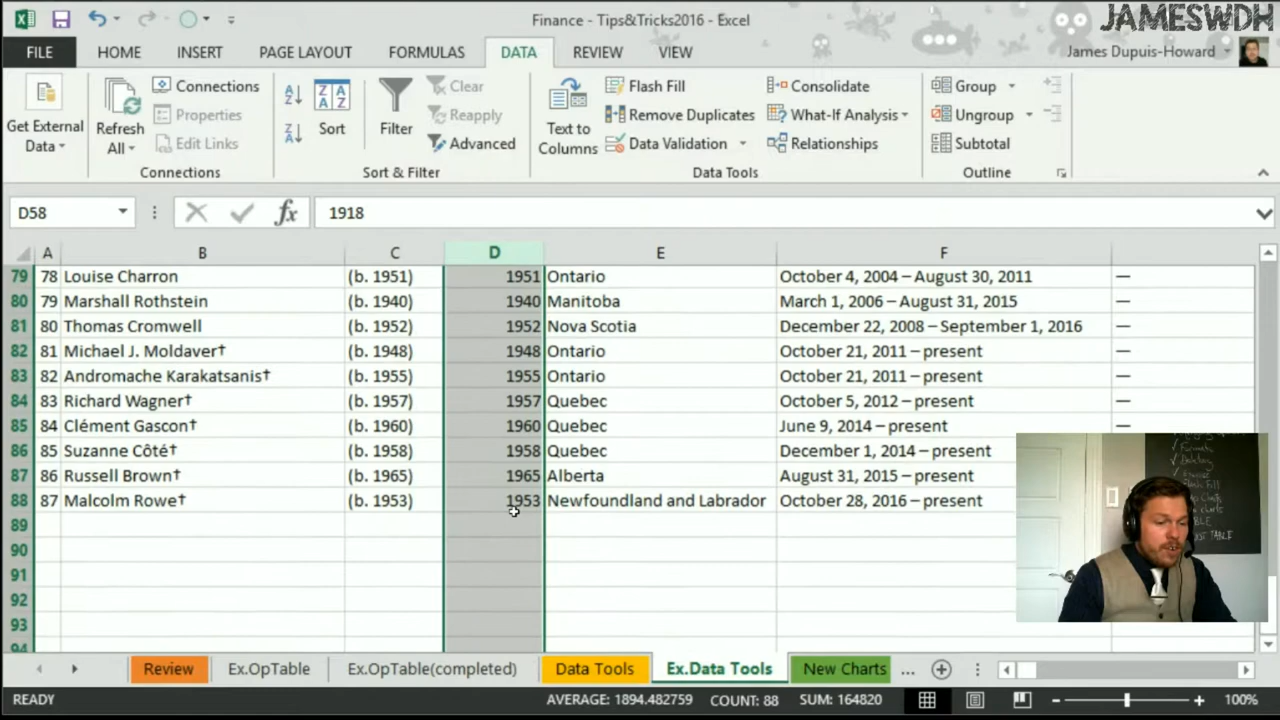 Finance - Tips&Tricks2016 - Excel
JAMESWDH
FILE HOME INSERT PAGE LAYOUT FORMULAS DATA REVIEW VIEW James Dupuis-Howard
Get External Data
Refresh All
Connections
Properties
Edit Links
Connections
Sort
Filter
Clear
Reapply
Advanced
Sort & Filter
Text to Columns
Flash Fill
Remove Duplicates
Data Validation
Consolidate
What-If Analysis
Relationships
Data Tools
Group
Ungroup
Subtotal
Outline
D58 fx 1918
A B C D E F
79 78 Louise Charron (b. 1951) 1951 Ontario October 4, 2004 – August 30, 2011 —
80 79 Marshall Rothstein (b. 1940) 1940 Manitoba March 1, 2006 – August 31, 2015 —
81 80 Thomas Cromwell (b. 1952) 1952 Nova Scotia December 22, 2008 – September 1, 2016 —
82 81 Michael J. Moldaver† (b. 1948) 1948 Ontario October 21, 2011 – present —
83 82 Andromache Karakatsanis† (b. 1955) 1955 Ontario October 21, 2011 – present —
84 83 Richard Wagner† (b. 1957) 1957 Quebec October 5, 2012 – present —
85 84 Clément Gascon† (b. 1960) 1960 Quebec June 9, 2014 – present —
86 85 Suzanne Côté† (b. 1958) 1958 Quebec December 1, 2014 – present
87 86 Russell Brown† (b. 1965) 1965 Alberta August 31, 2015 – present
88 87 Malcolm Rowe† (b. 1953) 1953 Newfoundland and Labrador October 28, 2016 – present
89
90
91
92
93
94
Flash Fill
Review Ex.OpTable Ex.OpTable(completed) Data Tools Ex.Data Tools New Charts ...
READY AVERAGE: 1894.482759 COUNT: 88 SUM: 164820 100%